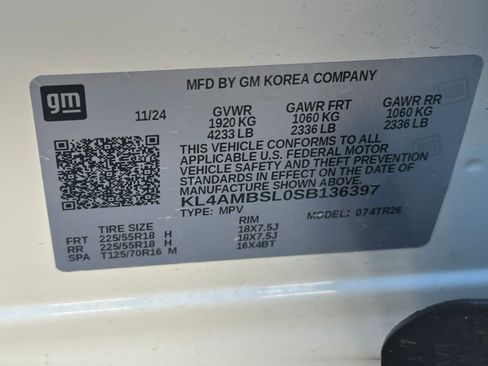 gm
MFD BY GM KOREA COMPANY
11/24 GVWR GAWR FRT GAWR RR
1920 KG 1060 KG 1060 KG
4233 LB 2336 LB 2336 LB
THIS VEHICLE CONFORMS TO ALL
APPLICABLE U.S. FEDERAL MOTOR
VEHICLE SAFETY AND THEFT PREVENTION
STANDARDS IN EFFECT ON THE DATE OF
MANUFACTURE SHOWN ABOVE.
KL4AMBSL0SB136397
TYPE: MPV MODEL: 074TR26
TIRE SIZE RIM
FRT 225/55R18 H 18X7.5J
RR 225/55R18 H 18X7.5J
SPA T125/70R16 M 16X4BT